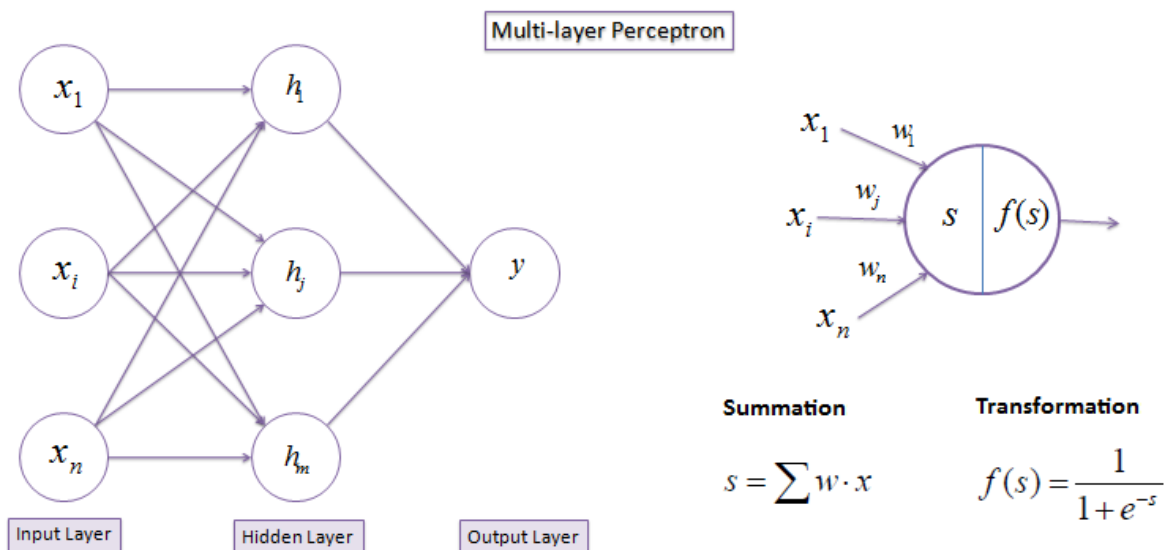 Multi-layer Perceptron
x₁
h₁
xᵢ
hⱼ
y
xₙ
hₘ
Input Layer
Hidden Layer
Output Layer
x₁
w₁
xᵢ
wⱼ
s
f(s)
wₙ
xₙ
Summation
Transformation
s = ∑ w · x
f(s) = 1 / (1 + e⁻ˢ)